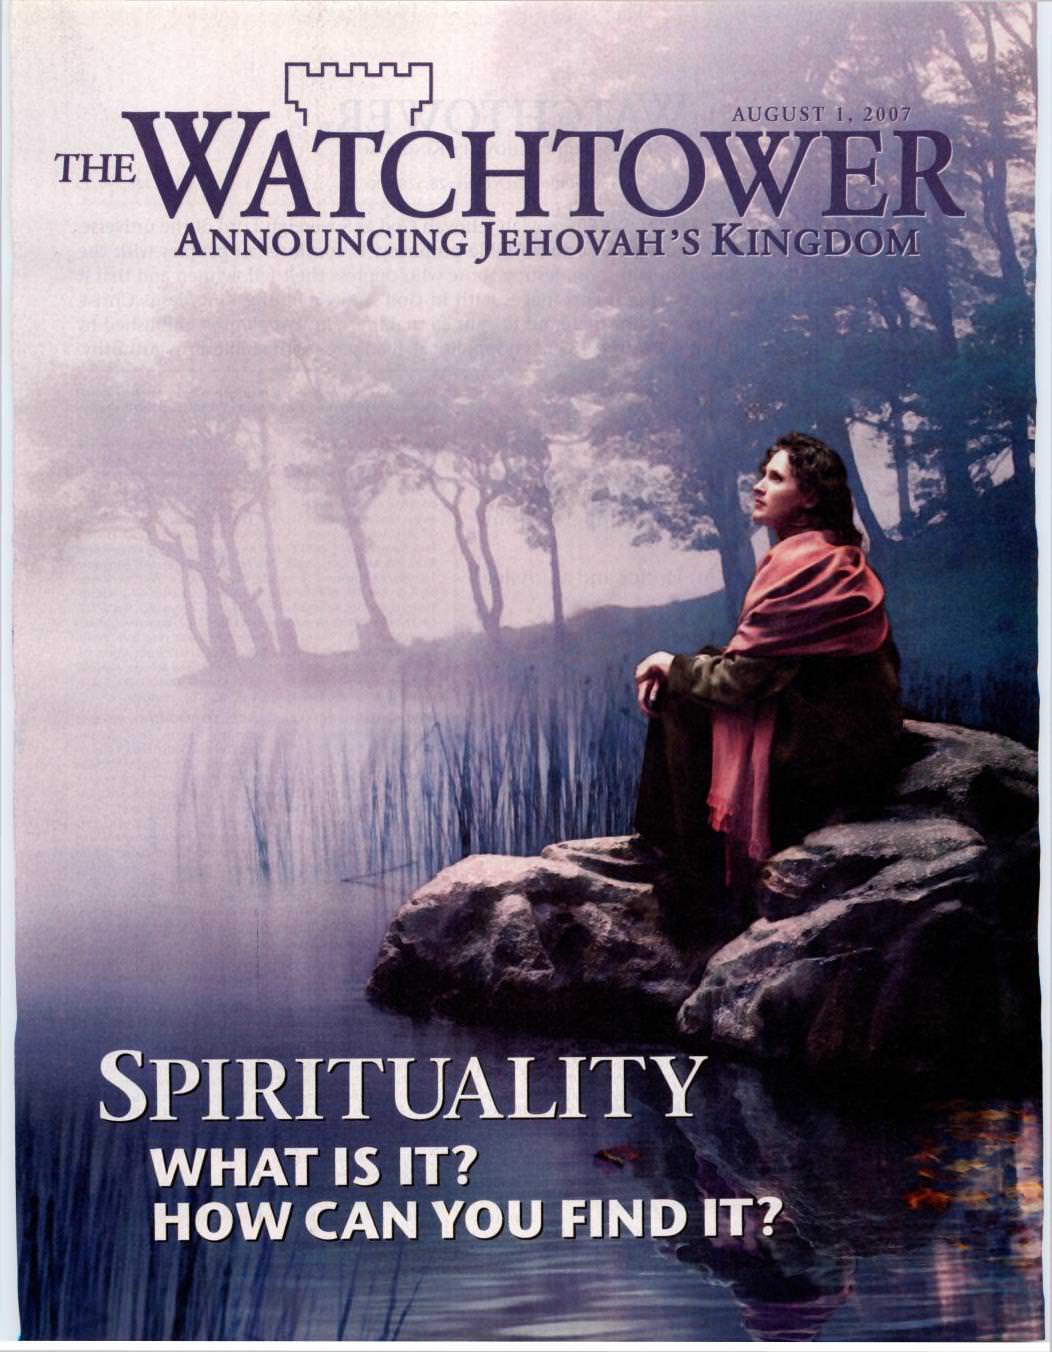 AUGUST 1, 2007
THE WATCHTOWER
ANNOUNCING JEHOVAH'S KINGDOM
SPIRITUALITY
WHAT IS IT?
HOW CAN YOU FIND IT?